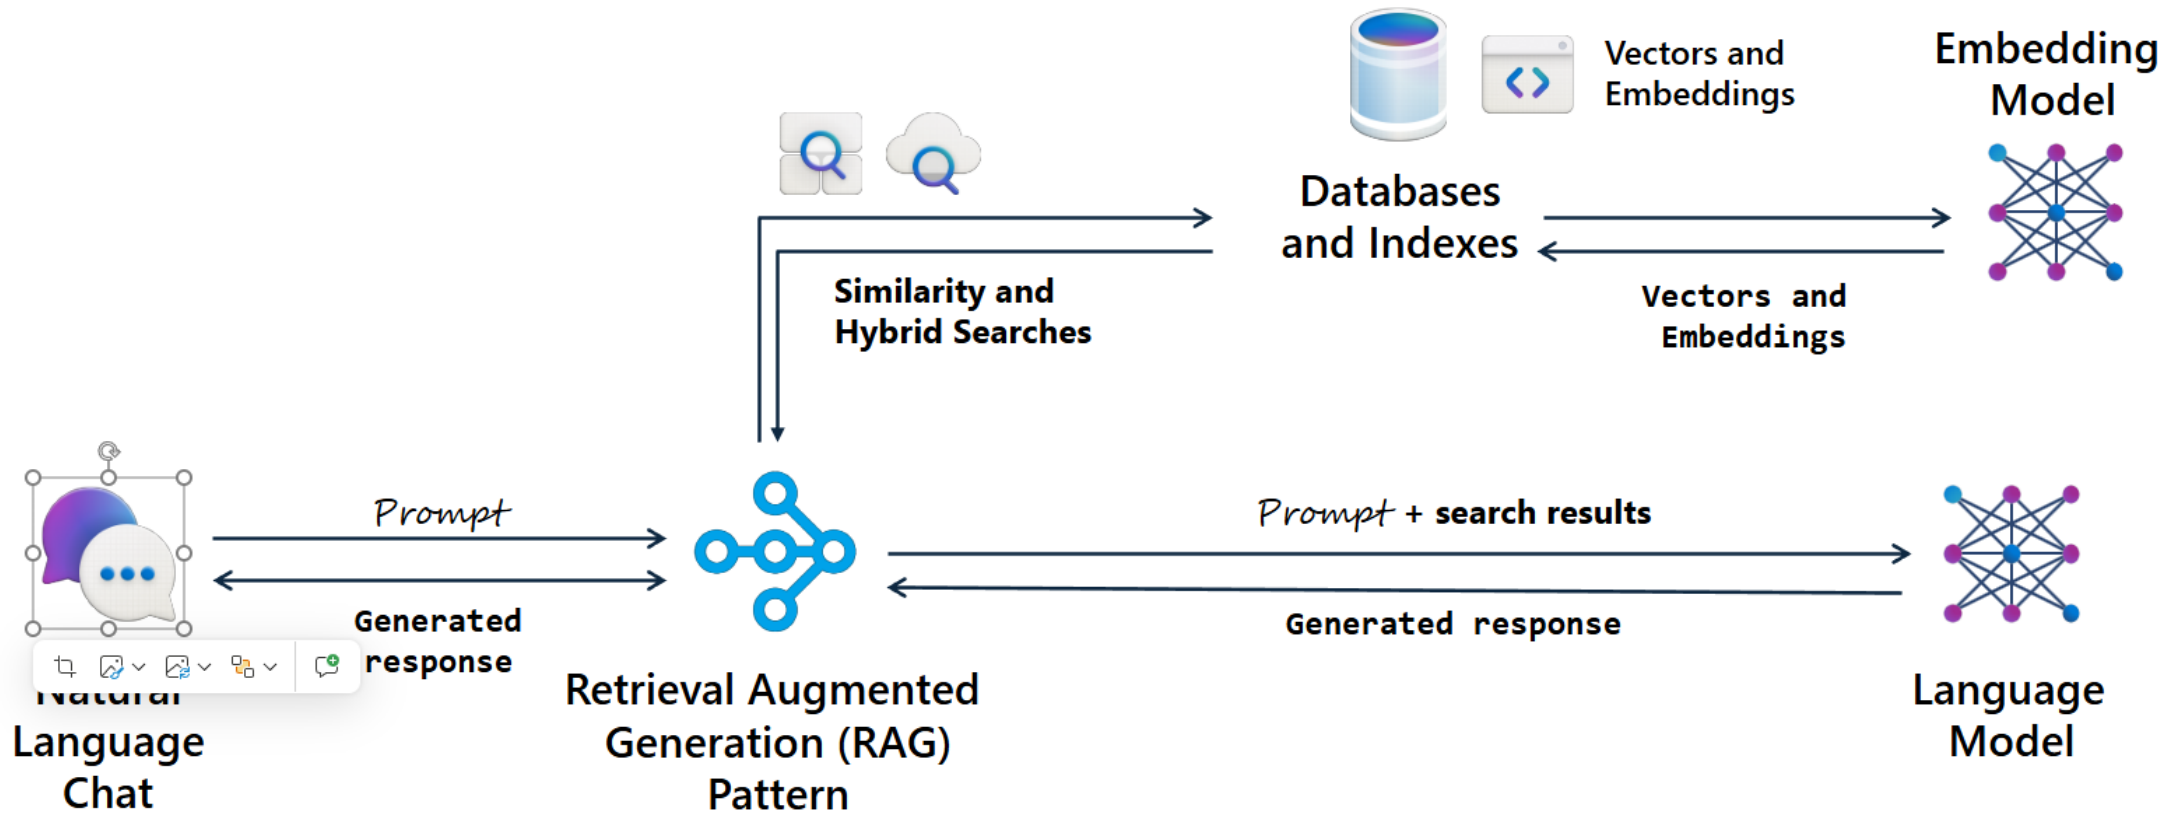 Vectors and
Embeddings
Embedding
Model
Databases
and Indexes
Similarity and
Hybrid Searches
Vectors and
Embeddings
Prompt
Generated
response
Prompt + search results
Generated response
Natural
Language
Chat
Retrieval Augmented
Generation (RAG)
Pattern
Language
Model